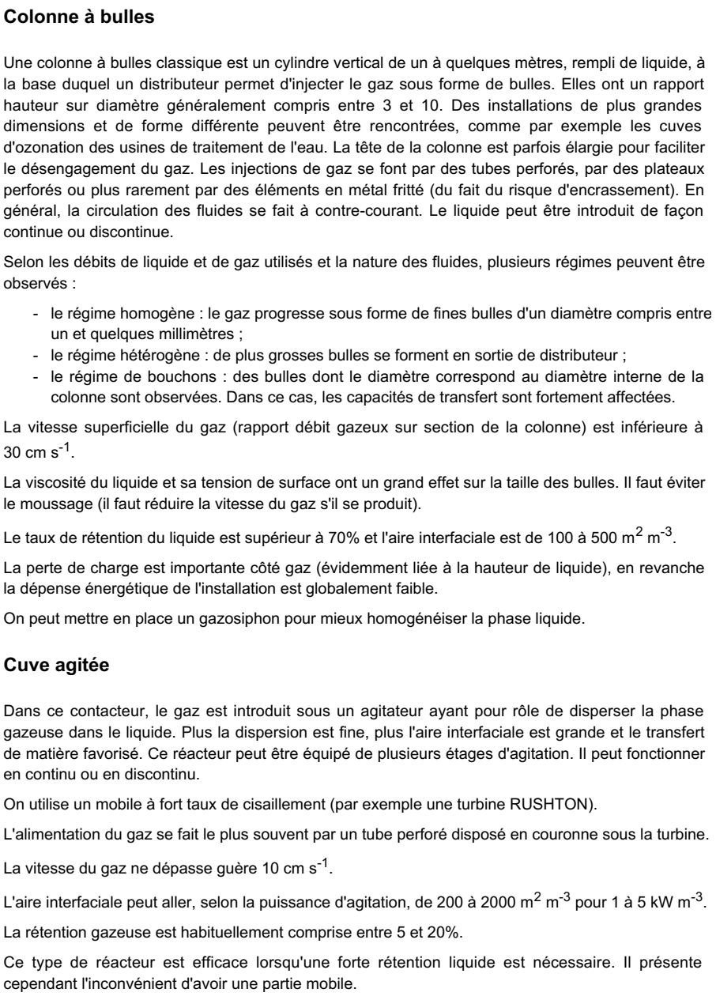 Colonne à bulles
Une colonne à bulles classique est un cylindre vertical de un à quelques mètres, rempli de liquide, à
la base duquel un distributeur permet d'injecter le gaz sous forme de bulles. Elles ont un rapport
hauteur sur diamètre généralement compris entre 3 et 10. Des installations de plus grandes
dimensions et de forme différente peuvent être rencontrées, comme par exemple les cuves
d'ozonation des usines de traitement de l'eau. La tête de la colonne est parfois élargie pour faciliter
le désengagement du gaz. Les injections de gaz se font par des tubes perforés, par des plateaux
perforés ou plus rarement par des éléments en métal fritté (du fait du risque d'encrassement). En
général, la circulation des fluides se fait à contre-courant. Le liquide peut être introduit de façon
continue ou discontinue.
Selon les débits de liquide et de gaz utilisés et la nature des fluides, plusieurs régimes peuvent être
observés :
- le régime homogène : le gaz progresse sous forme de fines bulles d'un diamètre compris entre
un et quelques millimètres ;
- le régime hétérogène : de plus grosses bulles se forment en sortie de distributeur ;
- le régime de bouchons : des bulles dont le diamètre correspond au diamètre interne de la
colonne sont observées. Dans ce cas, les capacités de transfert sont fortement affectées.
La vitesse superficielle du gaz (rapport débit gazeux sur section de la colonne) est inférieure à
30 cm s-1.
La viscosité du liquide et sa tension de surface ont un grand effet sur la taille des bulles. Il faut éviter
le moussage (il faut réduire la vitesse du gaz s'il se produit).
Le taux de rétention du liquide est supérieur à 70% et l'aire interfaciale est de 100 à 500 m2 m-3.
La perte de charge est importante côté gaz (évidemment liée à la hauteur de liquide), en revanche
la dépense énergétique de l'installation est globalement faible.
On peut mettre en place un gazosiphon pour mieux homogénéiser la phase liquide.
Cuve agitée
Dans ce contacteur, le gaz est introduit sous un agitateur ayant pour rôle de disperser la phase
gazeuse dans le liquide. Plus la dispersion est fine, plus l'aire interfaciale est grande et le transfert
de matière favorisé. Ce réacteur peut être équipé de plusieurs étages d'agitation. Il peut fonctionner
en continu ou en discontinu.
On utilise un mobile à fort taux de cisaillement (par exemple une turbine RUSHTON).
L'alimentation du gaz se fait le plus souvent par un tube perforé disposé en couronne sous la turbine.
La vitesse du gaz ne dépasse guère 10 cm s-1.
L'aire interfaciale peut aller, selon la puissance d'agitation, de 200 à 2000 m2 m-3 pour 1 à 5 kW m-3.
La rétention gazeuse est habituellement comprise entre 5 et 20%.
Ce type de réacteur est efficace lorsqu'une forte rétention liquide est nécessaire. Il présente
cependant l'inconvénient d'avoir une partie mobile.